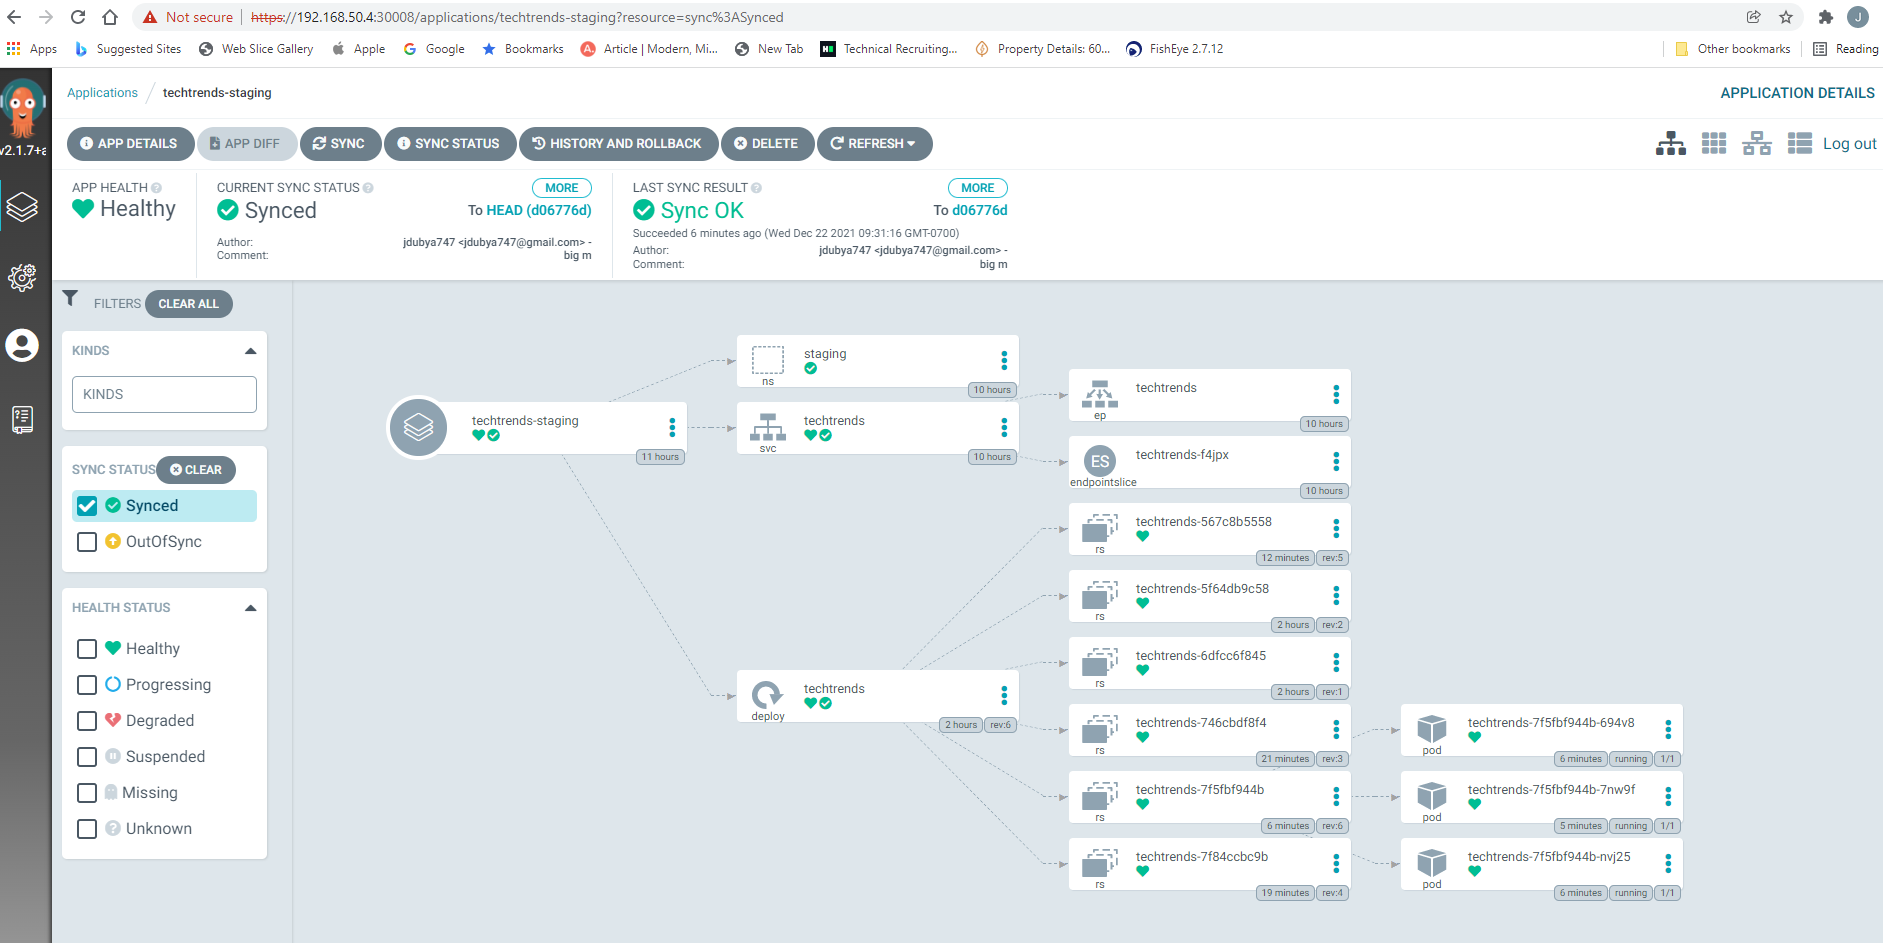 Not secure https://192.168.50.4:30008/applications/techtrends-staging?resource=sync%3ASynced
J
Apps Suggested Sites Web Slice Gallery Apple Google Bookmarks Article | Modern, Mi... New Tab Technical Recruiting... Property Details: 60... FishEye 2.7.12 Other bookmarks Reading
Applications / techtrends-staging
APPLICATION DETAILS
v2.1.7+a
APP DETAILS APP DIFF SYNC SYNC STATUS HISTORY AND ROLLBACK DELETE REFRESH
Log out
APP HEALTH
Healthy
CURRENT SYNC STATUS MORE
Synced To HEAD (d06776d)
Author: jdubya747 <jdubya747@gmail.com> -
Comment: big m
LAST SYNC RESULT MORE
Sync OK To d06776d
Succeeded 6 minutes ago (Wed Dec 22 2021 09:31:16 GMT-0700)
Author: jdubya747 <jdubya747@gmail.com> -
Comment: big m
FILTERS CLEAR ALL
KINDS
KINDS
SYNC STATUS CLEAR
Synced
OutOfSync
HEALTH STATUS
Healthy
Progressing
Degraded
Suspended
Missing
Unknown
techtrends-staging
11 hours
staging
ns
10 hours
techtrends
svc
10 hours
techtrends
deploy
2 hours rev:6
techtrends
ep
10 hours
ES
techtrends-f4jpx
endpointslice
10 hours
techtrends-567c8b5558
rs
12 minutes rev:5
techtrends-5f64db9c58
rs
2 hours rev:2
techtrends-6dfcc6f845
rs
2 hours rev:1
techtrends-746cbdf8f4
rs
21 minutes rev:3
techtrends-7f5fbf944b
rs
6 minutes rev:6
techtrends-7f84ccbc9b
rs
19 minutes rev:4
techtrends-7f5fbf944b-694v8
pod
6 minutes running 1/1
techtrends-7f5fbf944b-7nw9f
pod
5 minutes running 1/1
techtrends-7f5fbf944b-nvj25
pod
6 minutes running 1/1